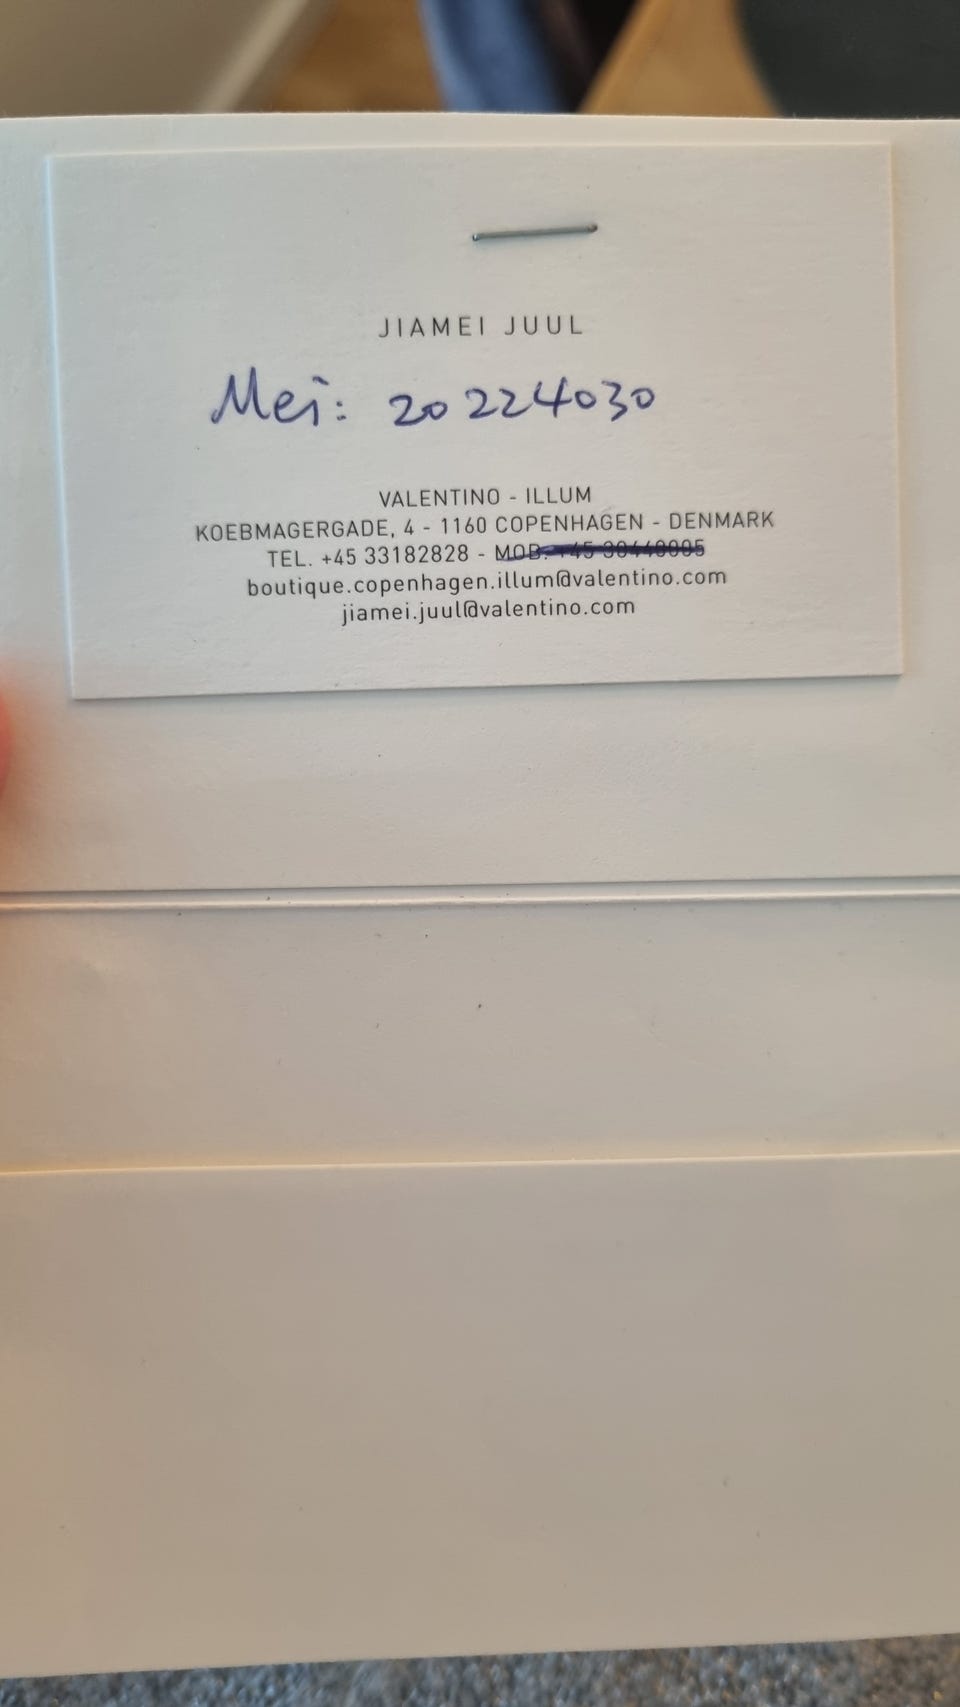 JIAMEI JUUL
Mei: 20224030
VALENTINO - ILLUM
KOEBMAGERGADE, 4 - 1160 COPENHAGEN - DENMARK
TEL. +45 33182828 - MOB. +45
boutique.copenhagen.illum@valentino.com
jiamei.juul@valentino.com